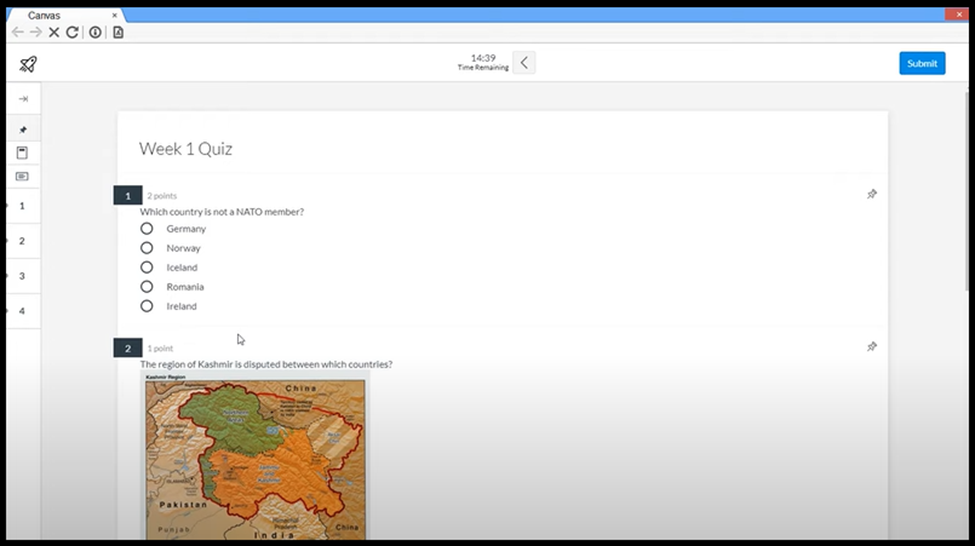 Canvas
14:39
Time Remaining
Submit
Week 1 Quiz
1
2 points
Which country is not a NATO member?
Germany
Norway
Iceland
Romania
Ireland
1
2
3
4
2
1 point
The region of Kashmir is disputed between which countries?
Kashmir Region
China
Pakistan
Punjab
India
China